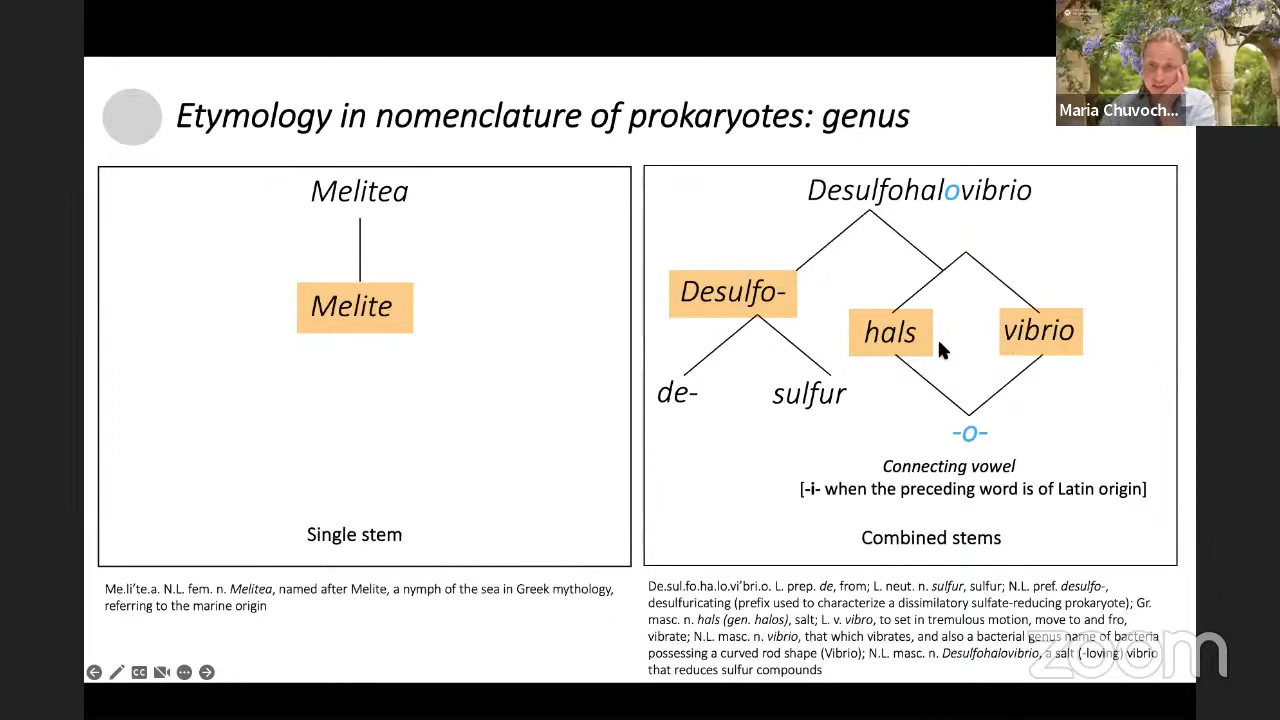 Maria Chuvoch...
Etymology in nomenclature of prokaryotes: genus
Melitea
Melite
Single stem
Desulfohalovibrio
Desulfo-
hals
vibrio
de-
sulfur
-o-
Connecting vowel
[-i- when the preceding word is of Latin origin]
Combined stems
Me.li’te.a. N.L. fem. n. Melitea, named after Melite, a nymph of the sea in Greek mythology,
referring to the marine origin
De.sul.fo.ha.lo.vi’bri.o. L. prep. de, from; L. neut. n. sulfur, sulfur; N.L. pref. desulfo-,
desulfuricating (prefix used to characterize a dissimilatory sulfate-reducing prokaryote); Gr.
masc. n. hals (gen. halos), salt; L. v. vibro, to set in tremulous motion, move to and fro,
vibrate; N.L. masc. n. vibrio, that which vibrates, and also a bacterial genus name of bacteria
possessing a curved rod shape (Vibrio); N.L. masc. n. Desulfohalovibrio, a salt (-loving) vibrio
that reduces sulfur compounds
zoom